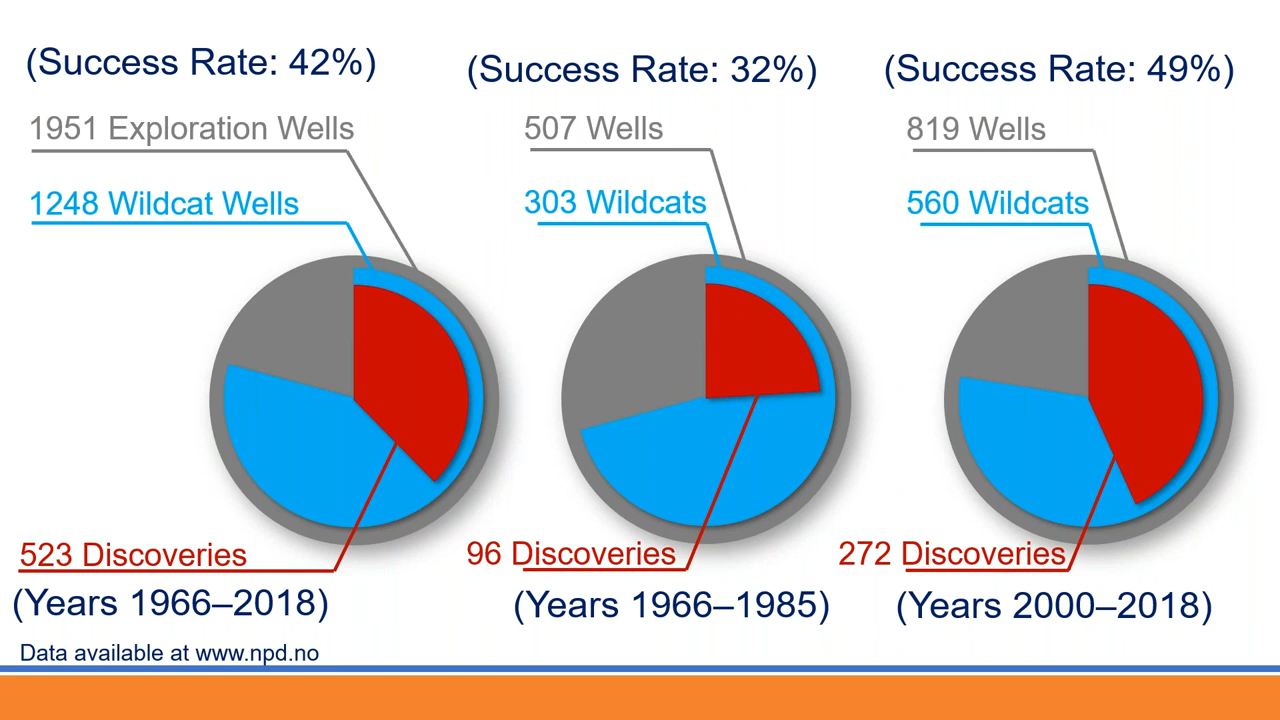 (Success Rate: 42%)
1951 Exploration Wells
1248 Wildcat Wells
523 Discoveries
(Years 1966–2018)
(Success Rate: 32%)
507 Wells
303 Wildcats
96 Discoveries
(Years 1966–1985)
(Success Rate: 49%)
819 Wells
560 Wildcats
272 Discoveries
(Years 2000–2018)
Data available at www.npd.no